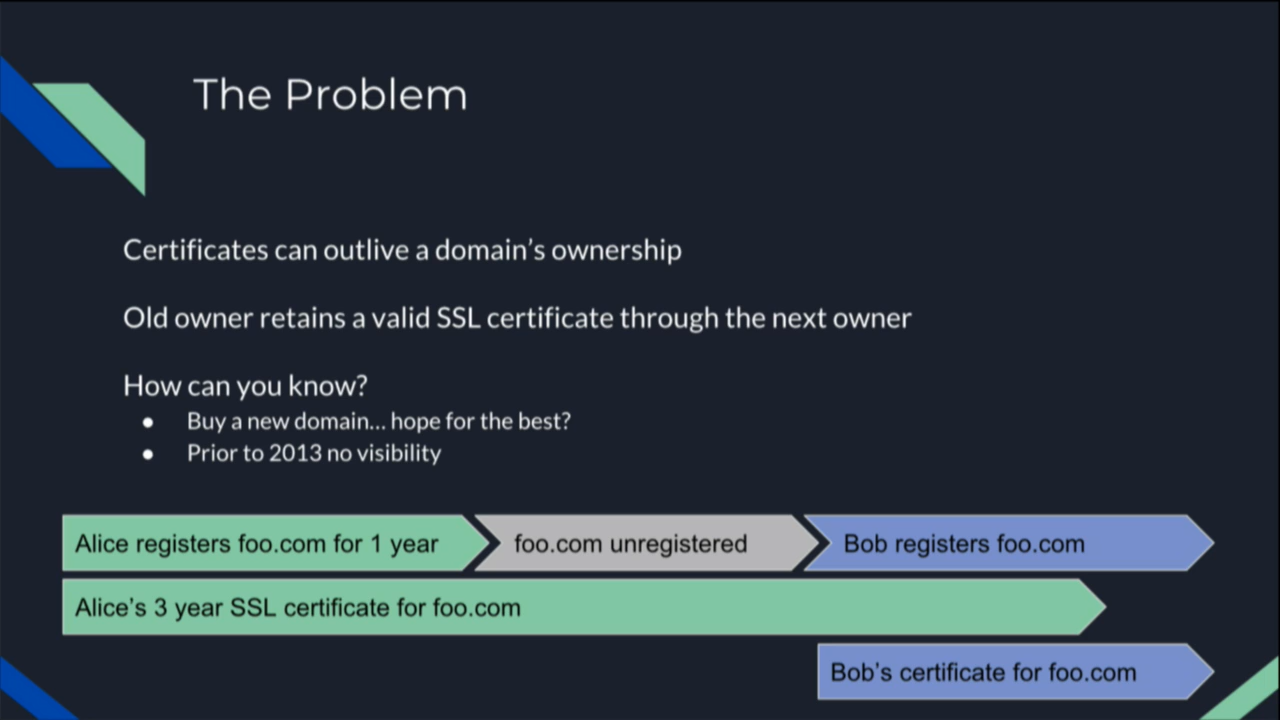 The Problem
Certificates can outlive a domain’s ownership
Old owner retains a valid SSL certificate through the next owner
How can you know?
● Buy a new domain... hope for the best?
● Prior to 2013 no visibility
Alice registers foo.com for 1 year
foo.com unregistered
Bob registers foo.com
Alice’s 3 year SSL certificate for foo.com
Bob’s certificate for foo.com